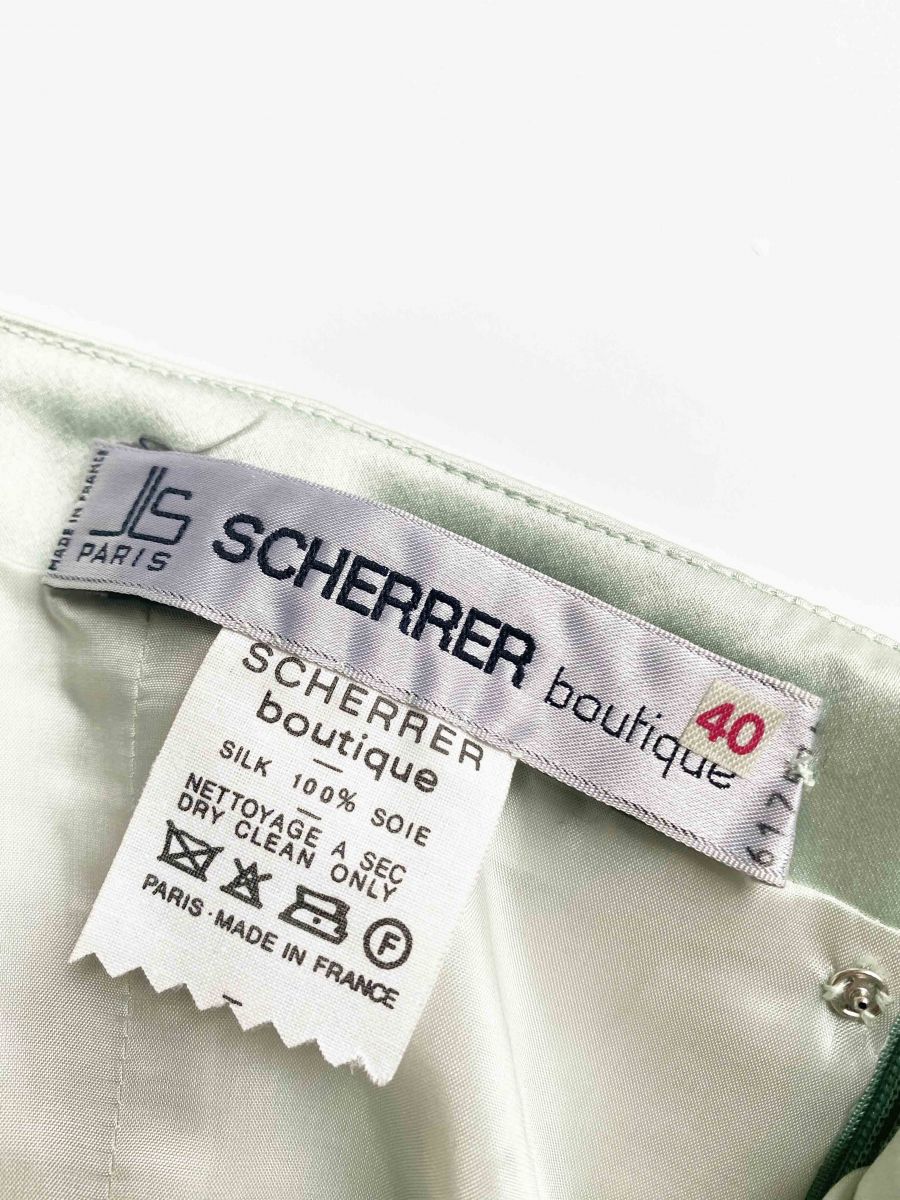 MADE IN FRANCE
JLS
PARIS
SCHERRER boutique
40
SCHERRER
boutique
SILK 100% SOIE
NETTOYAGE A SEC
DRY CLEAN ONLY
F
PARIS · MADE IN FRANCE